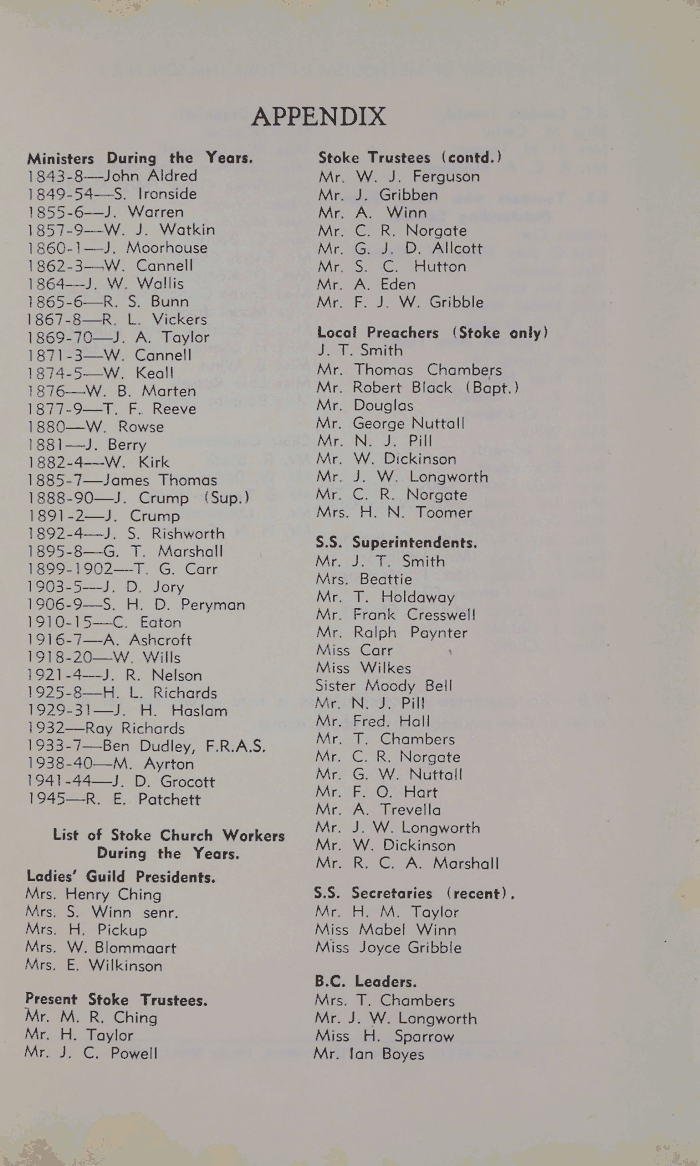 APPENDIX
Ministers During the Years.
1843-8—John Aldred
1849-54—S. Ironside
1855-6—J. Warren
1857-9—W. J. Watkin
1860-1—J. Moorhouse
1862-3—W. Cannell
1864—J. W. Wallis
1865-6—R. S. Bunn
1867-8—R. L. Vickers
1869-70—J. A. Taylor
1871-3—W. Cannell
1874-5—W. Keall
1876—W. B. Marten
1877-9—T. F. Reeve
1880—W. Rowse
1881—J. Berry
1882-4—W. Kirk
1885-7—James Thomas
1888-90—J. Crump (Sup.)
1891-2—J. Crump
1892-4—J. S. Rishworth
1895-8—G. T. Marshall
1899-1902—T. G. Carr
1903-5—J. D. Jory
1906-9—S. H. D. Peryman
1910-15—C. Eaton
1916-7—A. Ashcroft
1918-20—W. Wills
1921-4—J. R. Nelson
1925-8—H. L. Richards
1929-31—J. H. Haslam
1932—Ray Richards
1933-7—Ben Dudley, F.R.A.S.
1938-40—M. Ayrton
1941-44—J. D. Grocott
1945—R. E. Patchett
List of Stoke Church Workers
During the Years.
Ladies' Guild Presidents.
Mrs. Henry Ching
Mrs. S. Winn senr.
Mrs. H. Pickup
Mrs. W. Blommaart
Mrs. E. Wilkinson
Present Stoke Trustees.
Mr. M. R. Ching
Mr. H. Taylor
Mr. J. C. Powell
Stoke Trustees (contd.)
Mr. W. J. Ferguson
Mr. J. Gribben
Mr. A. Winn
Mr. C. R. Norgate
Mr. G. J. D. Allcott
Mr. S. C. Hutton
Mr. A. Eden
Mr. F. J. W. Gribble
Local Preachers (Stoke only)
J. T. Smith
Mr. Thomas Chambers
Mr. Robert Black (Bapt.)
Mr. Douglas
Mr. George Nuttall
Mr. N. J. Pill
Mr. W. Dickinson
Mr. J. W. Longworth
Mr. C. R. Norgate
Mrs. H. N. Toomer
S.S. Superintendents.
Mr. J. T. Smith
Mrs. Beattie
Mr. T. Holdaway
Mr. Frank Cresswell
Mr. Ralph Paynter
Miss Carr
Miss Wilkes
Sister Moody Bell
Mr. N. J. Pill
Mr. Fred. Hall
Mr. T. Chambers
Mr. C. R. Norgate
Mr. G. W. Nuttall
Mr. F. O. Hart
Mr. A. Trevella
Mr. J. W. Longworth
Mr. W. Dickinson
Mr. R. C. A. Marshall
S.S. Secretaries (recent).
Mr. H. M. Taylor
Miss Mabel Winn
Miss Joyce Gribble
B.C. Leaders.
Mrs. T. Chambers
Mr. J. W. Longworth
Miss H. Sparrow
Mr. Ian Boyes